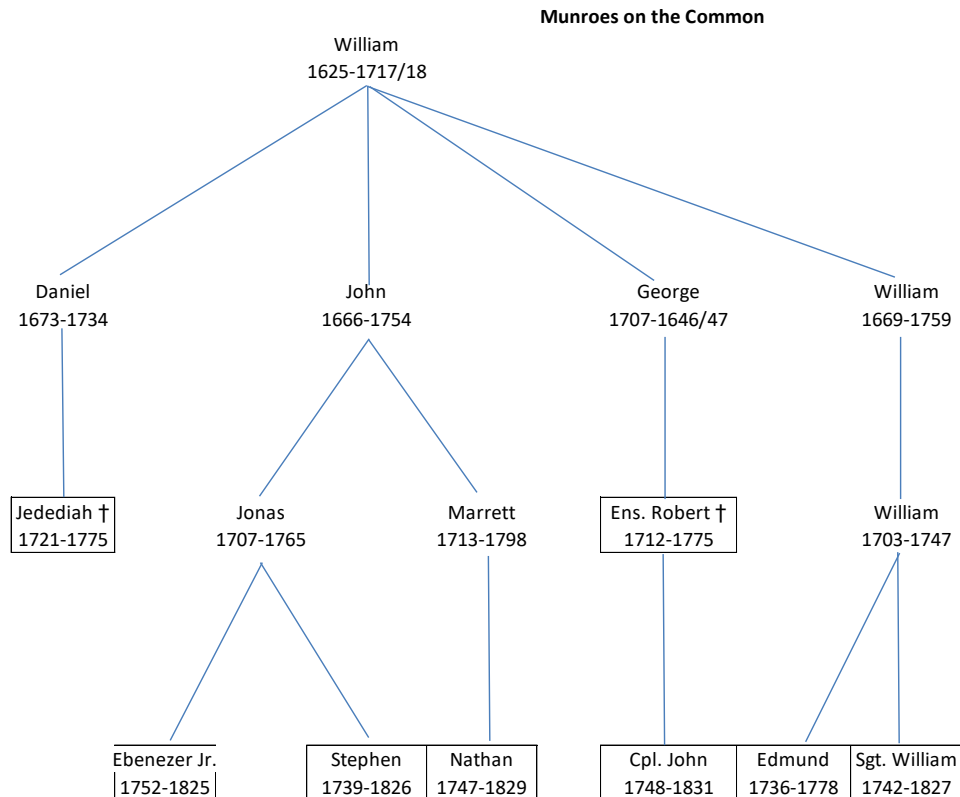 Munroes on the Common
William
1625-1717/18
Daniel
1673-1734
John
1666-1754
George
1707-1646/47
William
1669-1759
Jedediah †
1721-1775
Jonas
1707-1765
Marrett
1713-1798
Ens. Robert †
1712-1775
William
1703-1747
Ebenezer Jr.
1752-1825
Stephen
1739-1826
Nathan
1747-1829
Cpl. John
1748-1831
Edmund
1736-1778
Sgt. William
1742-1827